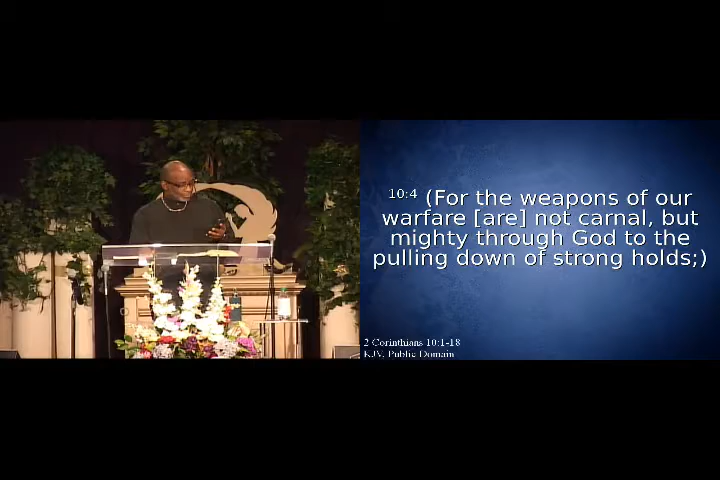 10:4 (For the weapons of our
warfare [are] not carnal, but
mighty through God to the
pulling down of strong holds;)
2 Corinthians 10:1-18
KJV, Public Domain